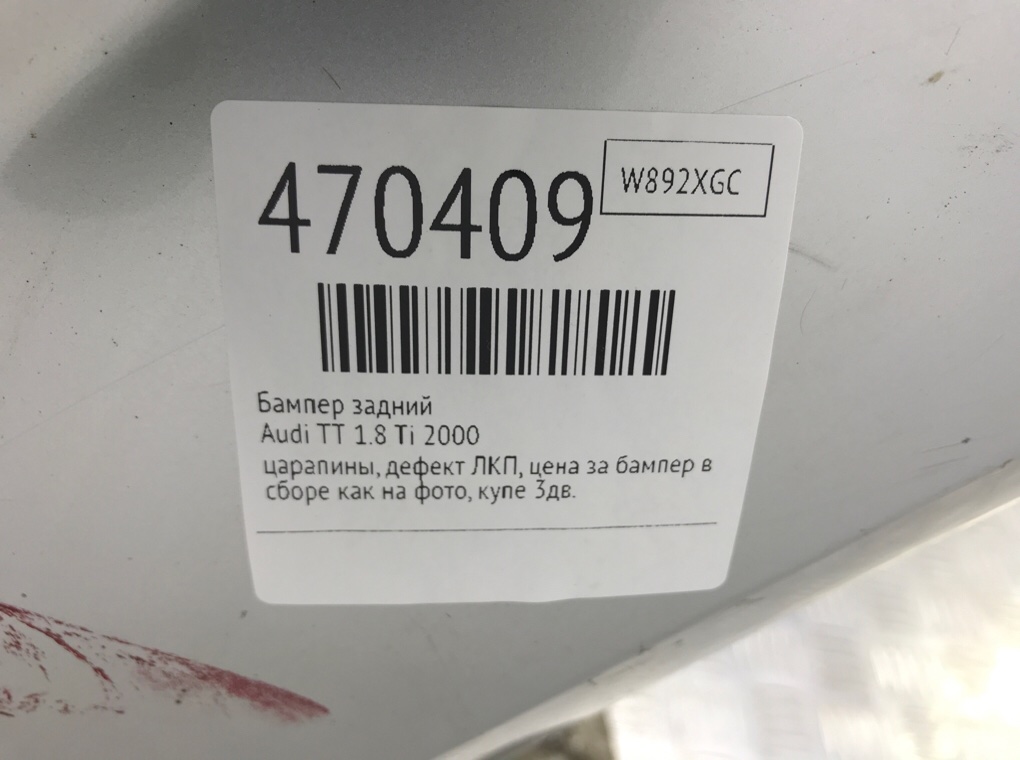 470409
W892XGC
Бампер задний
Audi TT 1.8 Ti 2000
царапины, дефект ЛКП, цена за бампер в
сборе как на фото, купе 3дв.